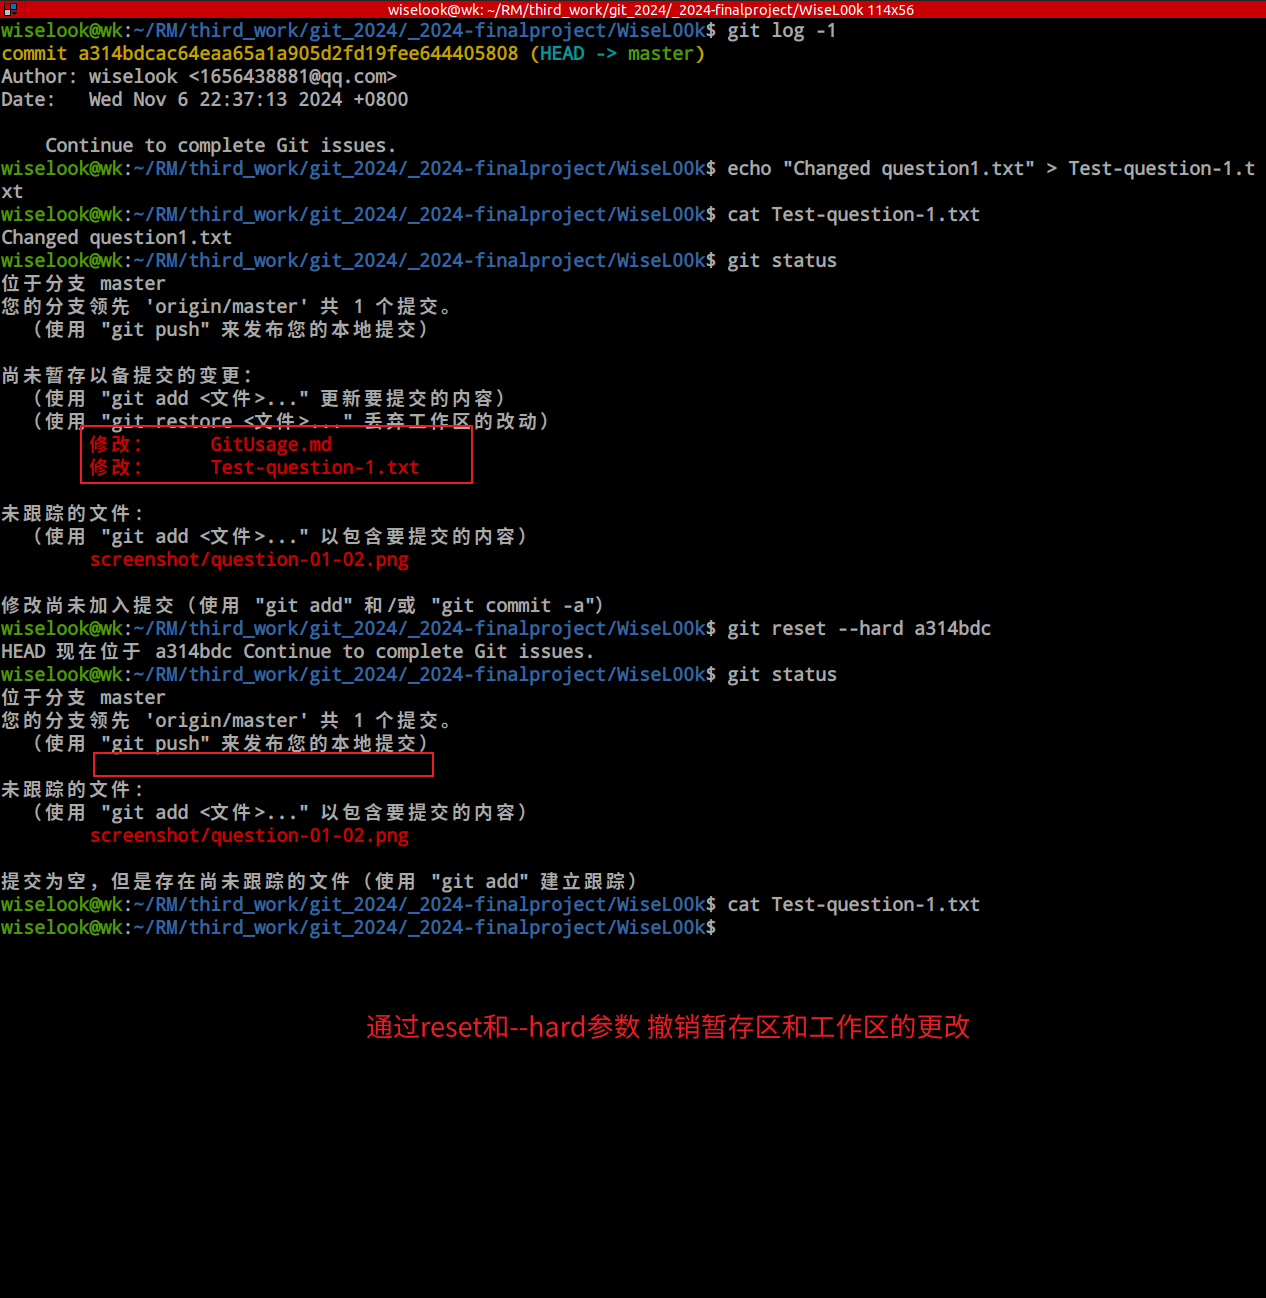 wiselook@wk: ~/RM/third_work/git_2024/_2024-finalproject/WiseL00k 114x56
wiselook@wk:~/RM/third_work/git_2024/_2024-finalproject/WiseL00k$ git log -1
commit a314bdcac64eaa65a1a905d2fd19fee644405808 (HEAD -> master)
Author: wiselook <1656438881@qq.com>
Date:   Wed Nov 6 22:37:13 2024 +0800
    Continue to complete Git issues.
wiselook@wk:~/RM/third_work/git_2024/_2024-finalproject/WiseL00k$ echo "Changed question1.txt" > Test-question-1.t
xt
wiselook@wk:~/RM/third_work/git_2024/_2024-finalproject/WiseL00k$ cat Test-question-1.txt
Changed question1.txt
wiselook@wk:~/RM/third_work/git_2024/_2024-finalproject/WiseL00k$ git status
位于分支 master
您的分支领先 'origin/master' 共 1 个提交。
  （使用 "git push" 来发布您的本地提交）
尚未暂存以备提交的变更：
  （使用 "git add <文件>..." 更新要提交的内容）
  （使用 "git restore <文件>..." 丢弃工作区的改动）
        修改：      GitUsage.md
        修改：      Test-question-1.txt
未跟踪的文件:
  （使用 "git add <文件>..." 以包含要提交的内容）
        screenshot/question-01-02.png
修改尚未加入提交（使用 "git add" 和/或 "git commit -a"）
wiselook@wk:~/RM/third_work/git_2024/_2024-finalproject/WiseL00k$ git reset --hard a314bdc
HEAD 现在位于 a314bdc Continue to complete Git issues.
wiselook@wk:~/RM/third_work/git_2024/_2024-finalproject/WiseL00k$ git status
位于分支 master
您的分支领先 'origin/master' 共 1 个提交。
  （使用 "git push" 来发布您的本地提交）
未跟踪的文件:
  （使用 "git add <文件>..." 以包含要提交的内容）
        screenshot/question-01-02.png
提交为空，但是存在尚未跟踪的文件（使用 "git add" 建立跟踪）
wiselook@wk:~/RM/third_work/git_2024/_2024-finalproject/WiseL00k$ cat Test-question-1.txt
wiselook@wk:~/RM/third_work/git_2024/_2024-finalproject/WiseL00k$
通过reset和--hard参数 撤销暂存区和工作区的更改